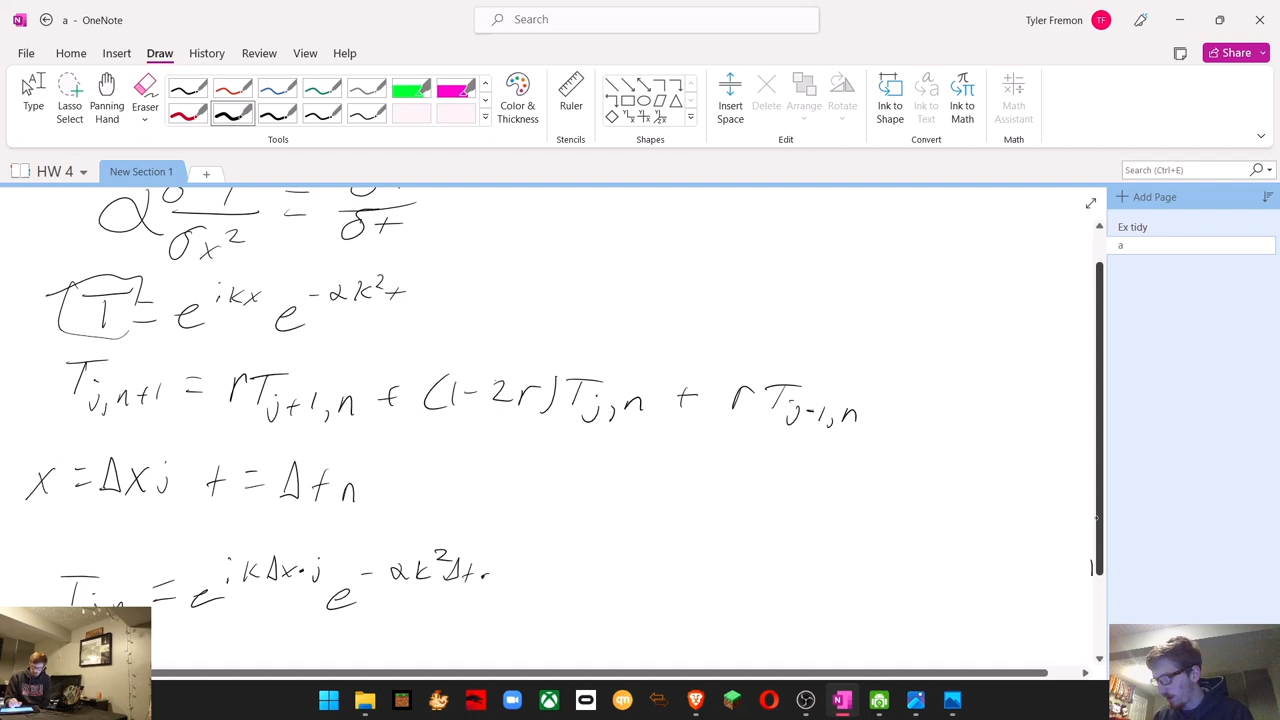 a - OneNote
Search
Tyler Fremon
TF
File Home Insert Draw History Review View Help
Share
Type
Lasso Select
Panning Hand
Eraser
Color & Thickness
Ruler
Insert Space
Delete
Arrange
Rotate
Ink to Shape
Ink to Text
Ink to Math
Math Assistant
Tools
Stencils
Shapes
Edit
Convert
Math
HW 4
New Section 1
Search (Ctrl+E)
Add Page
Ex tidy
a
T = e^{ikx} e^{-αk²t}
T_{j,n+1} = rT_{j+1,n} + (1-2r)T_{j,n} + rT_{j-1,n}
x = Δxj t = Δtn
= e^{ikΔx·j} e^{-αk²Δt·}